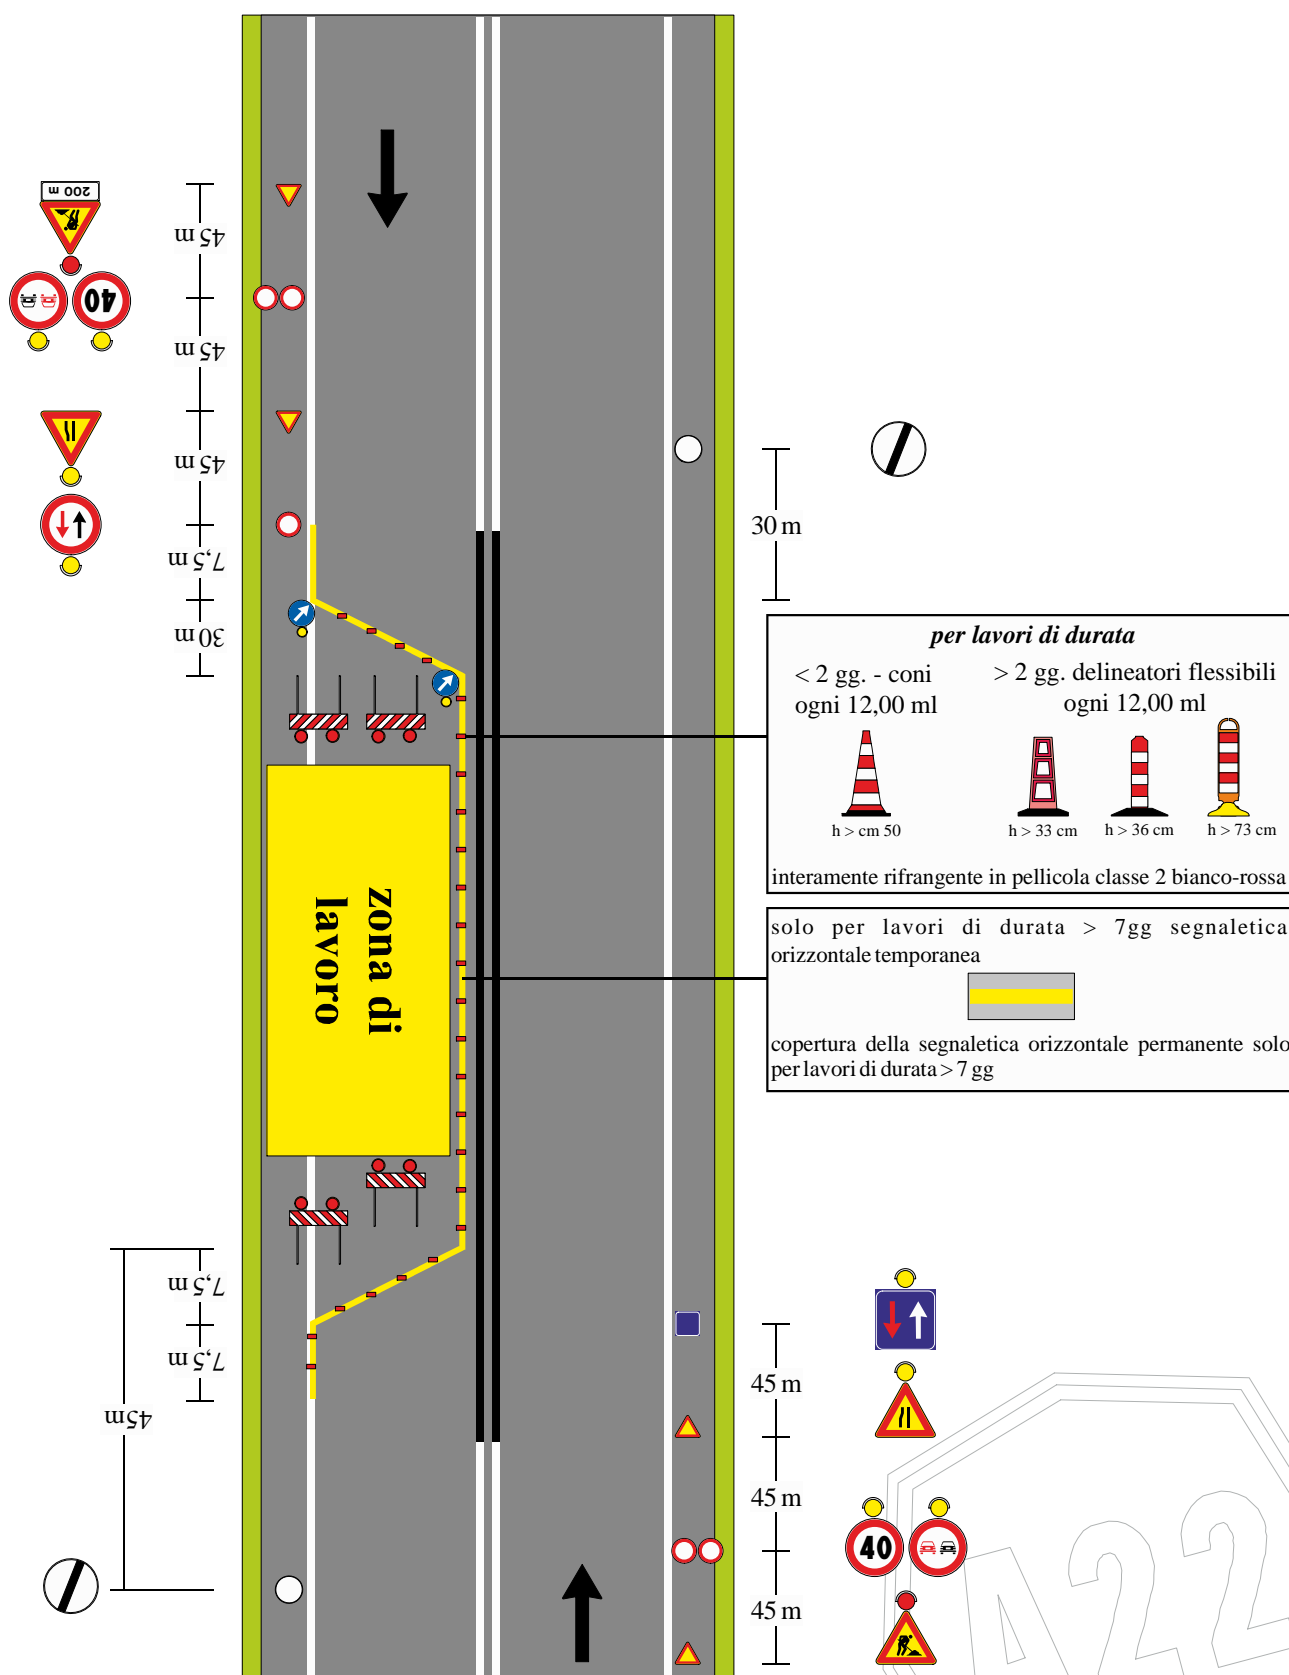 200 m
45 m
40
45 m
45 m
7,5 m
30 m
30 m
per lavori di durata
< 2 gg. - coni
ogni 12,00 ml
> 2 gg. delineatori flessibili
ogni 12,00 ml
h > cm 50
h > 33 cm
h > 36 cm
h > 73 cm
interamente rifrangente in pellicola classe 2 bianco-rossa
zona di
lavoro
solo per lavori di durata > 7gg segnaletica
orizzontale temporanea
copertura della segnaletica orizzontale permanente solo
per lavori di durata > 7 gg
7,5 m
7,5 m
45m
45 m
45 m
40
45 m
A22